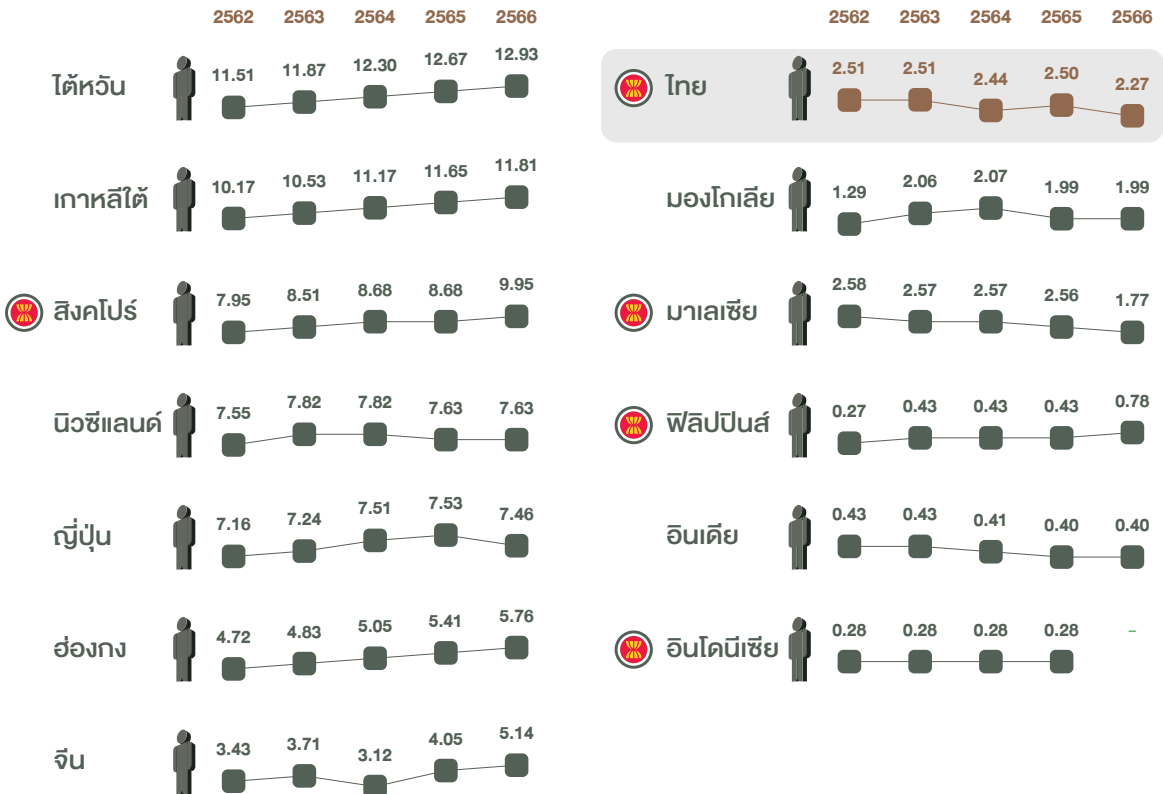 2562 2563 2564 2565 2566
ไต้หวัน 11.51 11.87 12.30 12.67 12.93
เกาหลีใต้ 10.17 10.53 11.17 11.65 11.81
สิงคโปร์ 7.95 8.51 8.68 8.68 9.95
นิวซีแลนด์ 7.55 7.82 7.82 7.63 7.63
ญี่ปุ่น 7.16 7.24 7.51 7.53 7.46
ฮ่องกง 4.72 4.83 5.05 5.41 5.76
จีน 3.43 3.71 3.12 4.05 5.14
2562 2563 2564 2565 2566
ไทย 2.51 2.51 2.44 2.50 2.27
มองโกเลีย 1.29 2.06 2.07 1.99 1.99
มาเลเซีย 2.58 2.57 2.57 2.56 1.77
ฟิลิปปินส์ 0.27 0.43 0.43 0.43 0.78
อินเดีย 0.43 0.43 0.41 0.40 0.40
อินโดนีเซีย 0.28 0.28 0.28 0.28 -